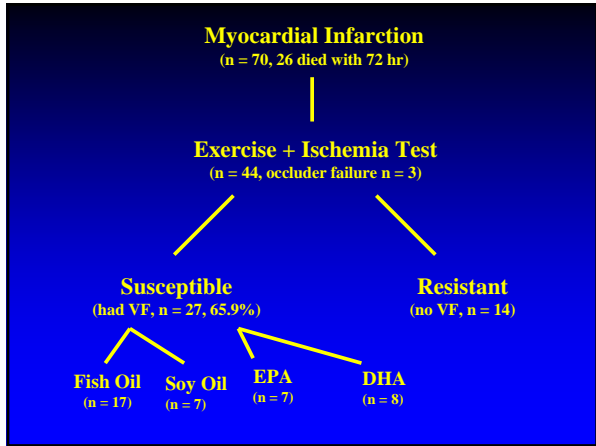 Myocardial Infarction
(n = 70, 26 died with 72 hr)
Exercise + Ischemia Test
(n = 44, occluder failure n = 3)
Susceptible
(had VF, n = 27, 65.9%)
Resistant
(no VF, n = 14)
Fish Oil
(n = 17)
Soy Oil
(n = 7)
EPA
(n = 7)
DHA
(n = 8)